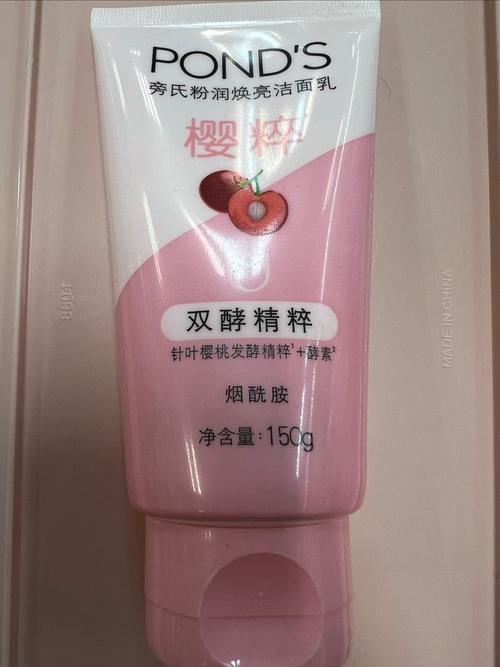 POND'S
旁氏粉润焕亮洁面乳
樱粹
双酵精粹
针叶樱桃发酵精粹¹+酵素²
烟酰胺
净含量:150g
MADE IN CHINA